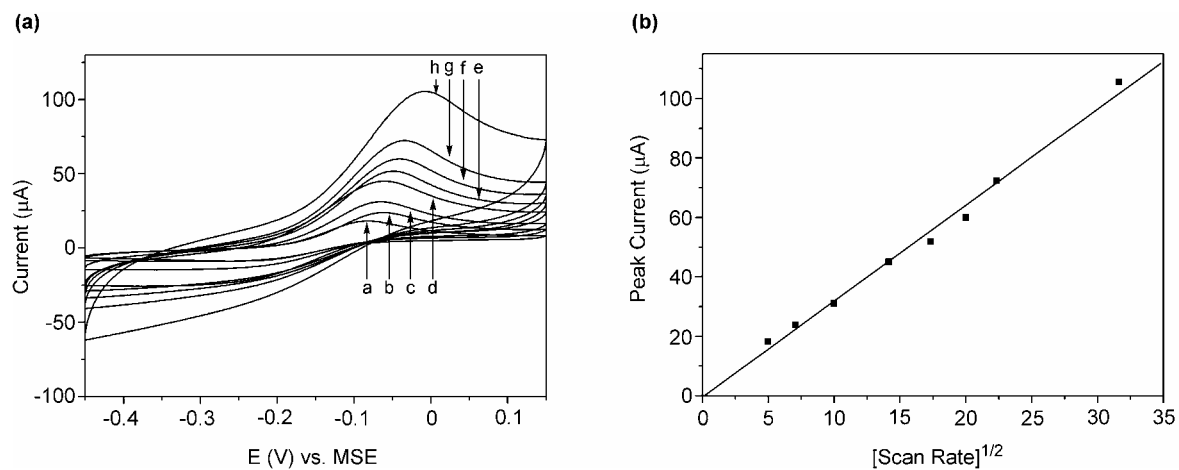 (a)
100
50
0
-50
-100
Current (μA)
h g f e
a b c d
-0.4 -0.3 -0.2 -0.1 0 0.1
E (V) vs. MSE
(b)
100
80
60
40
20
0
Peak Current (μA)
0 5 10 15 20 25 30 35
[Scan Rate]1/2